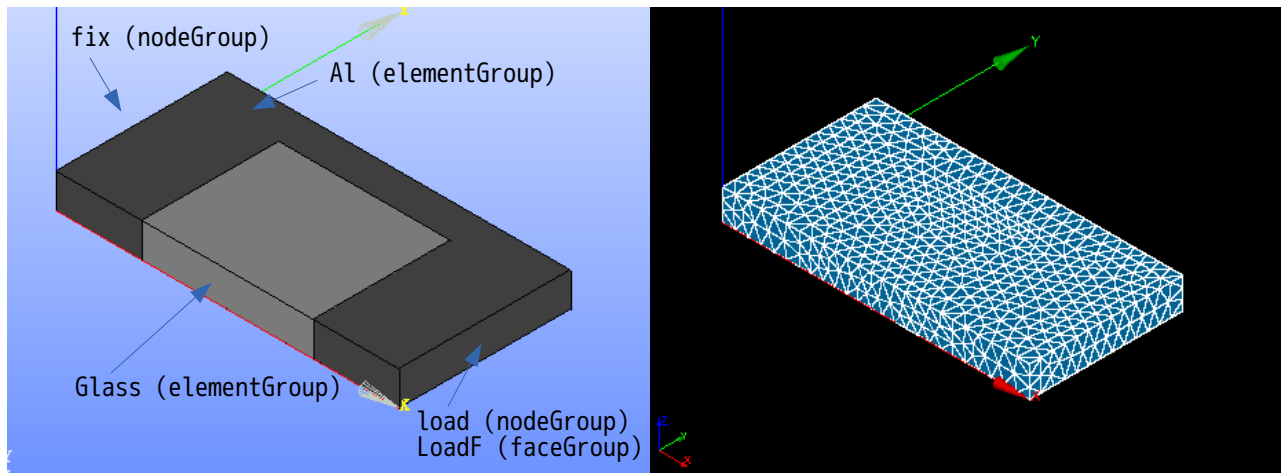 fix (nodeGroup)
Al (elementGroup)
Glass (elementGroup)
load (nodeGroup)
LoadF (faceGroup)
X
Y
X
Z
Y
X